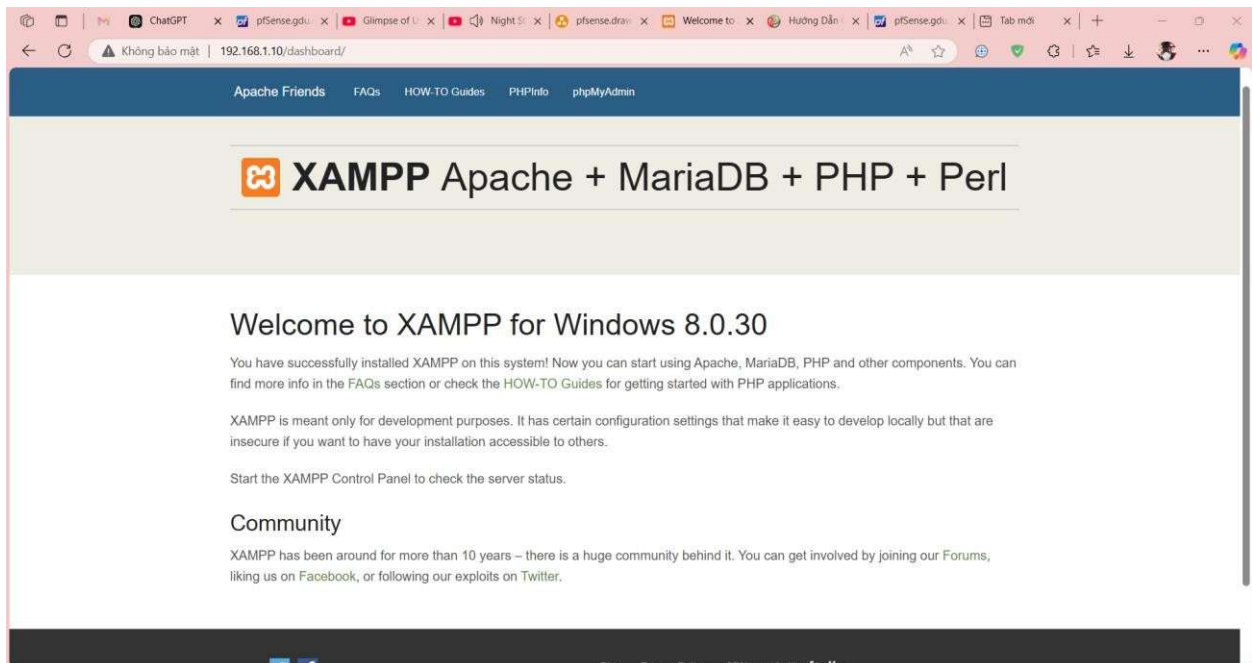 ChatGPT
pfSense.gdu
Glimpse of
Night
pfsense.draw
Welcome to
Hướng Dẫn
pfSense.gdu
Tab mới
Không bảo mật | 192.168.1.10/dashboard/
Apache Friends FAQs HOW-TO Guides PHPInfo phpMyAdmin
XAMPP Apache + MariaDB + PHP + Perl
Welcome to XAMPP for Windows 8.0.30
You have successfully installed XAMPP on this system! Now you can start using Apache, MariaDB, PHP and other components. You can
find more info in the FAQs section or check the HOW-TO Guides for getting started with PHP applications.
XAMPP is meant only for development purposes. It has certain configuration settings that make it easy to develop locally but that are
insecure if you want to have your installation accessible to others.
Start the XAMPP Control Panel to check the server status.
Community
XAMPP has been around for more than 10 years – there is a huge community behind it. You can get involved by joining our Forums,
liking us on Facebook, or following our exploits on Twitter.